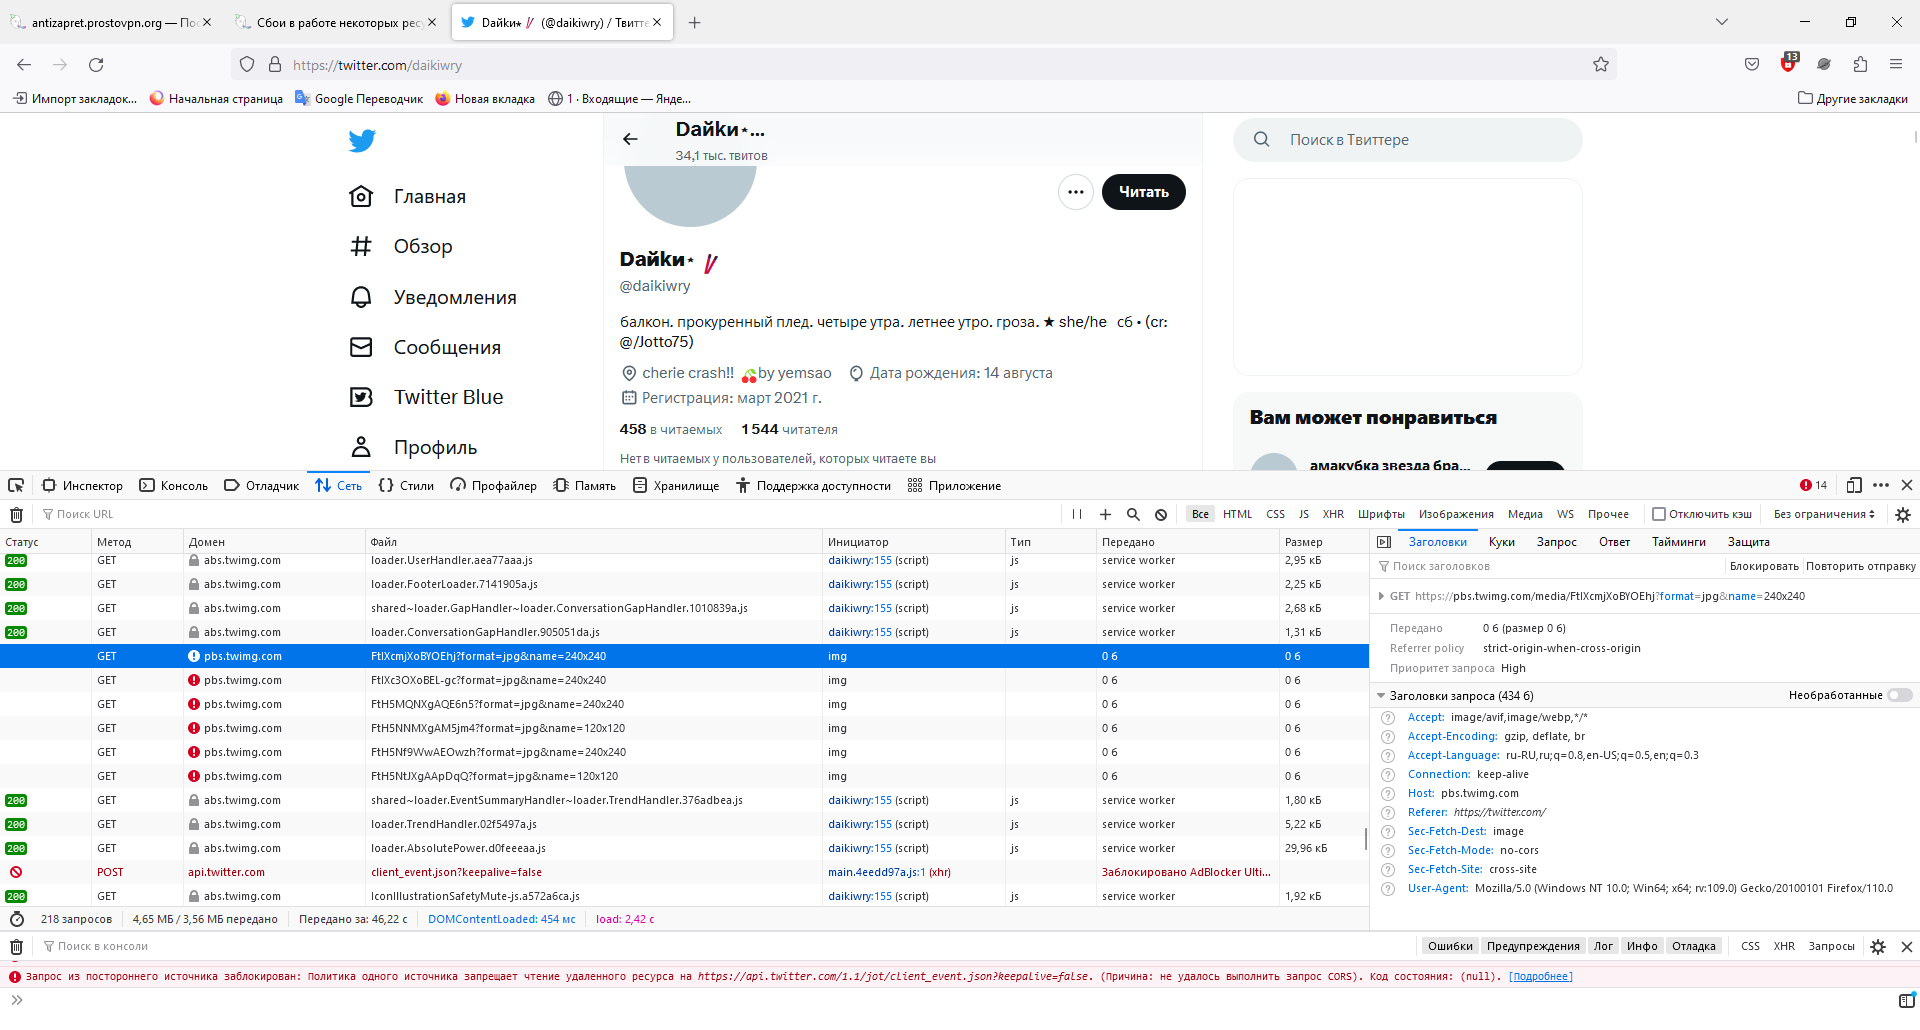 antizapret.prostovpn.org — Пос
Сбои в работе некоторых ресу
Dайkи⋆ (@daikiwry) / Твитте
https://twitter.com/daikiwry
13
Импорт закладок...
Начальная страница
Google Переводчик
Новая вкладка
1 · Входящие — Янде...
Другие закладки
Dайkи⋆...
34,1 тыс. твитов
Поиск в Твиттере
Главная
Обзор
Уведомления
Сообщения
Twitter Blue
Профиль
Читать
Dайkи⋆
@daikiwry
балкон. прокуренный плед. четыре утра. летнее утро. гроза. ★ she/he сб • (cr:
@/Jotto75)
cherie crash!! 🍒by yemsao
Дата рождения: 14 августа
Регистрация: март 2021 г.
458 в читаемых 1 544 читателя
Нет в читаемых у пользователей, которых читаете вы
Вам может понравиться
амакубка звезда бра...
Инспектор Консоль Отладчик Сеть Стили Профайлер Память Хранилище Поддержка доступности Приложение 14
Поиск URL
Все HTML CSS JS XHR Шрифты Изображения Медиа WS Прочее Отключить кэш Без ограничения
Статус Метод Домен Файл Инициатор Тип Передано Размер
200 GET abs.twimg.com loader.UserHandler.aea77aaa.js daikiwry:155 (script) js service worker 2,95 кБ
200 GET abs.twimg.com loader.FooterLoader.7141905a.js daikiwry:155 (script) js service worker 2,25 кБ
200 GET abs.twimg.com shared~loader.GapHandler~loader.ConversationGapHandler.1010839a.js daikiwry:155 (script) js service worker 2,68 кБ
200 GET abs.twimg.com loader.ConversationGapHandler.905051da.js daikiwry:155 (script) js service worker 1,31 кБ
GET pbs.twimg.com FtIXcmjXoBYOEhj?format=jpg&name=240x240 img 0 б 0 б
GET pbs.twimg.com FtIXc3OXoBEL-gc?format=jpg&name=240x240 img 0 б 0 б
GET pbs.twimg.com FtH5MQNXgAQE6n5?format=jpg&name=240x240 img 0 б 0 б
GET pbs.twimg.com FtH5NNMXgAM5jm4?format=jpg&name=120x120 img 0 б 0 б
GET pbs.twimg.com FtH5Nf9WwAEOwzh?format=jpg&name=240x240 img 0 б 0 б
GET pbs.twimg.com FtH5NtJXgAApDqQ?format=jpg&name=120x120 img 0 б 0 б
200 GET abs.twimg.com shared~loader.EventSummaryHandler~loader.TrendHandler.376adbea.js daikiwry:155 (script) js service worker 1,80 кБ
200 GET abs.twimg.com loader.TrendHandler.02f5497a.js daikiwry:155 (script) js service worker 5,22 кБ
200 GET abs.twimg.com loader.AbsolutePower.d0feeeaa.js daikiwry:155 (script) js service worker 29,96 кБ
POST api.twitter.com client_event.json?keepalive=false main.4eedd97a.js:1 (xhr) Заблокировано AdBlocker Ulti...
200 GET abs.twimg.com IconIllustrationSafetyMute-js.a572a6ca.js daikiwry:155 (script) js service worker 1,92 кБ
218 запросов 4,65 МБ / 3,56 МБ передано Передано за: 46,22 с DOMContentLoaded: 454 мс load: 2,42 с
Заголовки Куки Запрос Ответ Тайминги Защита
Поиск заголовков Блокировать Повторить отправку
GET https://pbs.twimg.com/media/FtIXcmjXoBYOEhj?format=jpg&name=240x240
Передано 0 б (размер 0 б)
Referrer policy strict-origin-when-cross-origin
Приоритет запроса High
Заголовки запроса (434 б) Необработанные
Accept: image/avif,image/webp,*/*
Accept-Encoding: gzip, deflate, br
Accept-Language: ru-RU,ru;q=0.8,en-US;q=0.5,en;q=0.3
Connection: keep-alive
Host: pbs.twimg.com
Referer: https://twitter.com/
Sec-Fetch-Dest: image
Sec-Fetch-Mode: no-cors
Sec-Fetch-Site: cross-site
User-Agent: Mozilla/5.0 (Windows NT 10.0; Win64; x64; rv:109.0) Gecko/20100101 Firefox/110.0
Поиск в консоли
Ошибки Предупреждения Лог Инфо Отладка CSS XHR Запросы
Запрос из постороннего источника заблокирован: Политика одного источника запрещает чтение удаленного ресурса на https://api.twitter.com/1.1/jot/client_event.json?keepalive=false. (Причина: не удалось выполнить запрос CORS). Код состояния: (null). [Подробнее]